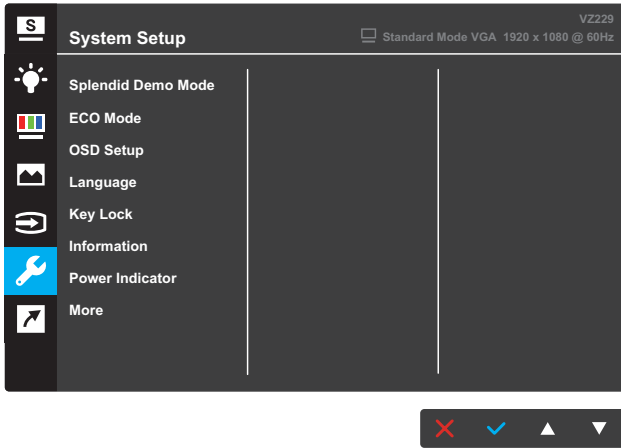 S
VZ229
System Setup
Standard Mode VGA 1920 x 1080 @ 60Hz
Splendid Demo Mode
ECO Mode
OSD Setup
Language
Key Lock
Information
Power Indicator
More